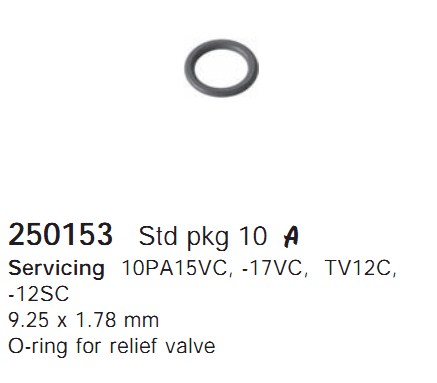 250153 Std pkg 10 A
Servicing 10PA15VC, -17VC, TV12C,
-12SC
9.25 x 1.78 mm
O-ring for relief valve